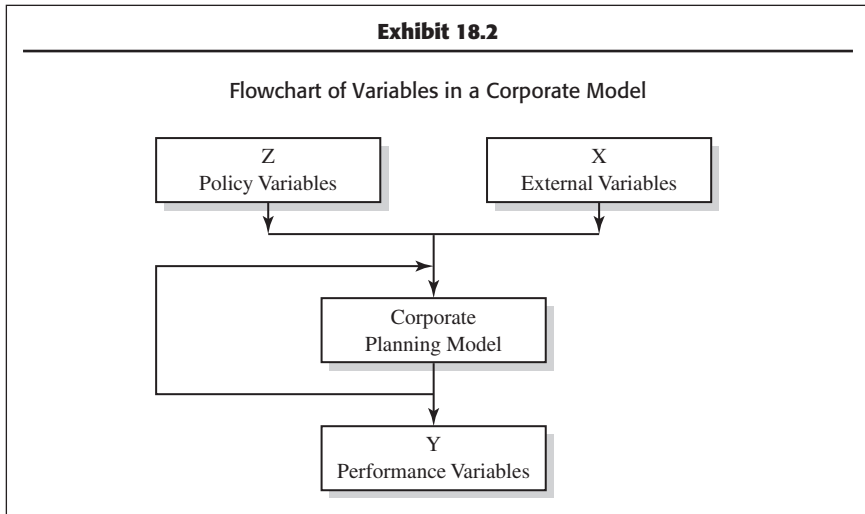 Exhibit 18.2
Flowchart of Variables in a Corporate Model
Z
Policy Variables
X
External Variables
Corporate
Planning Model
Y
Performance Variables